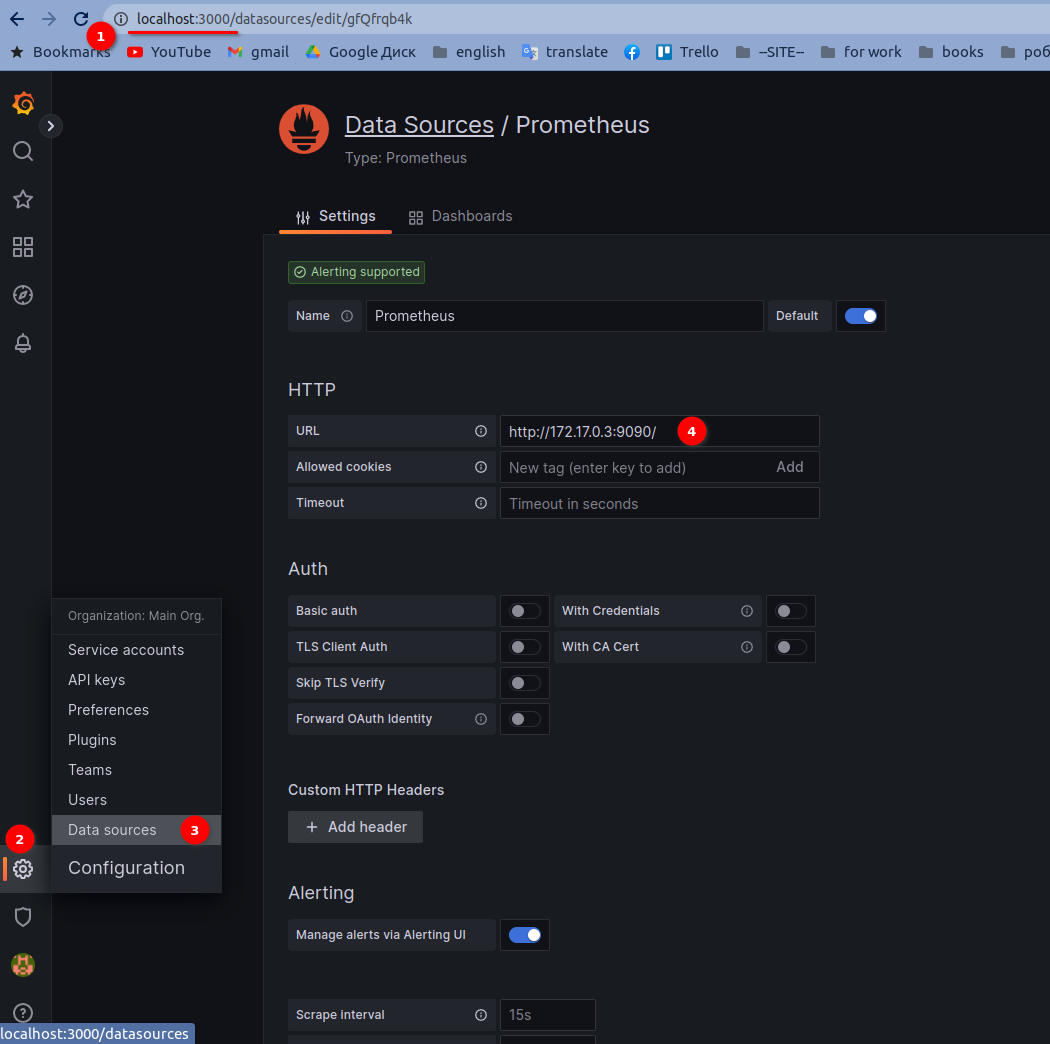 localhost:3000/datasources/edit/gfQfrqb4k
1
Bookmarks YouTube gmail Google Диск english translate Trello --SITE-- for work books роб
Data Sources / Prometheus
Type: Prometheus
Settings Dashboards
Alerting supported
Name Prometheus Default
HTTP
URL http://172.17.0.3:9090/ 4
Allowed cookies New tag (enter key to add) Add
Timeout Timeout in seconds
Auth
Basic auth With Credentials
TLS Client Auth With CA Cert
Skip TLS Verify
Forward OAuth Identity
Custom HTTP Headers
+ Add header
Alerting
Manage alerts via Alerting UI
Scrape interval 15s
Organization: Main Org.
Service accounts
API keys
Preferences
Plugins
Teams
Users
Data sources 3
2
Configuration
localhost:3000/datasources